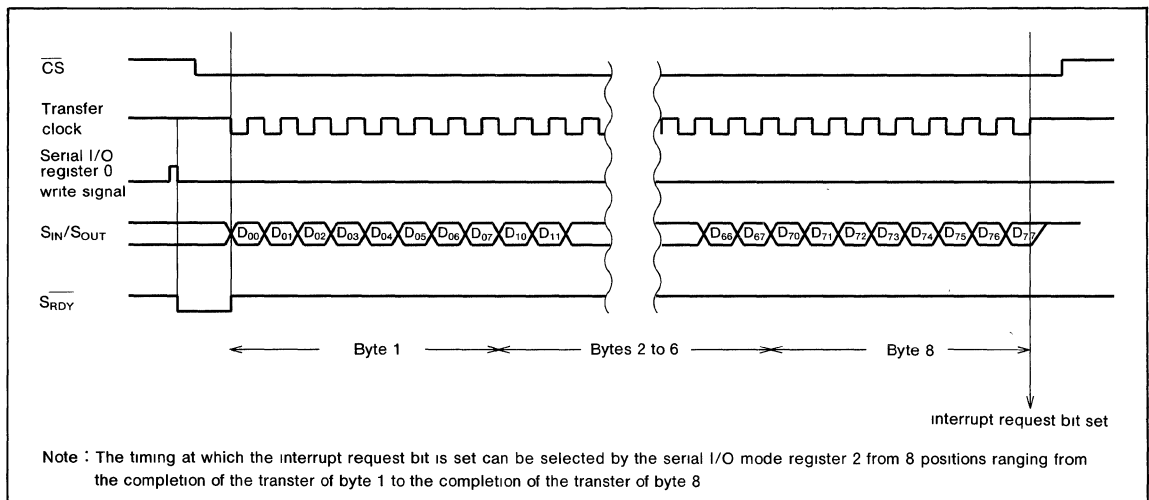 CS
Transfer
clock
Serial I/O
register 0
write signal
SIN/SOUT
D00 D01 D02 D03 D04 D05 D06 D07 D10 D11 D66 D67 D70 D71 D72 D73 D74 D75 D76 D77
SRDY
Byte 1 Bytes 2 to 6 Byte 8
interrupt request bit set
Note : The timing at which the interrupt request bit is set can be selected by the serial I/O mode register 2 from 8 positions ranging from
the completion of the transter of byte 1 to the completion of the transter of byte 8